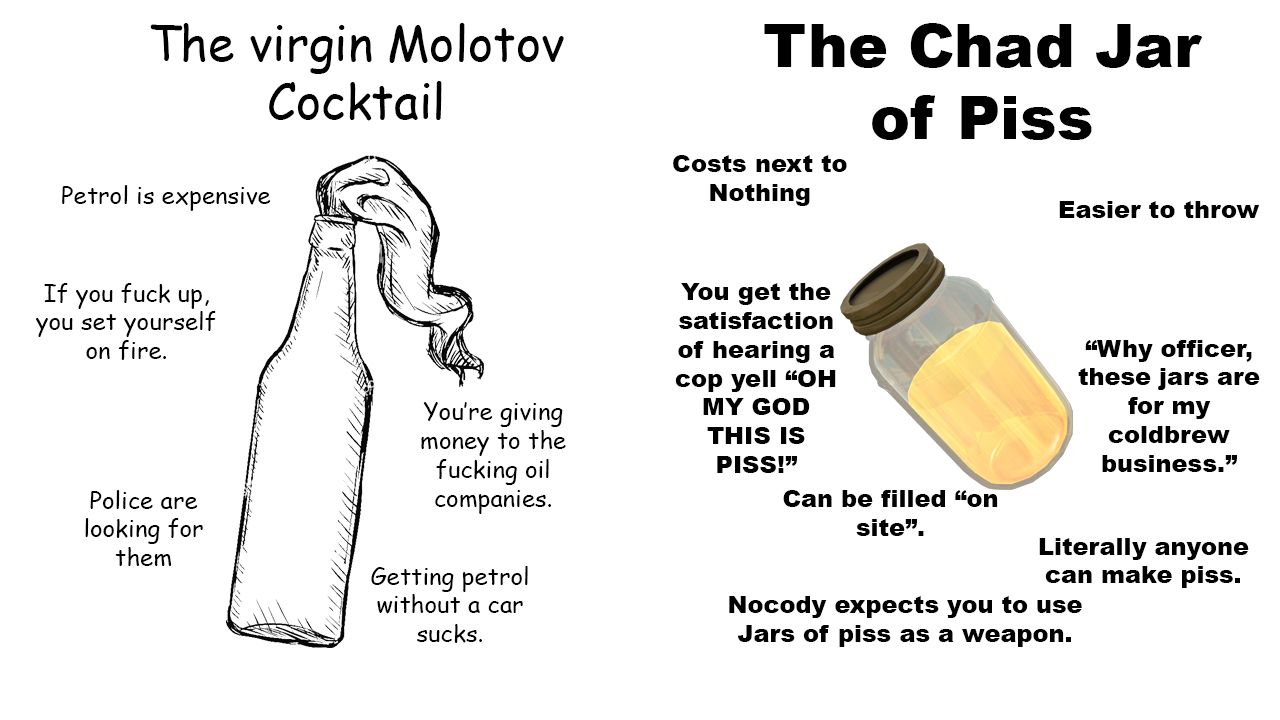 The virgin Molotov
Cocktail
Petrol is expensive
If you fuck up,
you set yourself
on fire.
You're giving
money to the
fucking oil
companies.
Police are
looking for
them
Getting petrol
without a car
sucks.
The Chad Jar
of Piss
Costs next to
Nothing
Easier to throw
You get the
satisfaction
of hearing a
cop yell “OH
MY GOD
THIS IS
PISS!”
“Why officer,
these jars are
for my
coldbrew
business.”
Can be filled “on
site”.
Literally anyone
can make piss.
Nocody expects you to use
Jars of piss as a weapon.